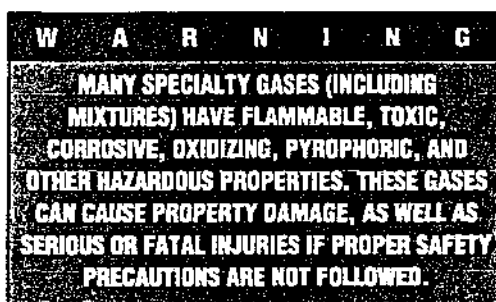 WARNING
MANY SPECIALTY GASES (INCLUDING
MIXTURES) HAVE FLAMMABLE, TOXIC,
CORROSIVE, OXIDIZING, PYROPHORIC, AND
OTHER HAZARDOUS PROPERTIES. THESE GASES
CAN CAUSE PROPERTY DAMAGE, AS WELL AS
SERIOUS OR FATAL INJURIES IF PROPER SAFETY
PRECAUTIONS ARE NOT FOLLOWED.